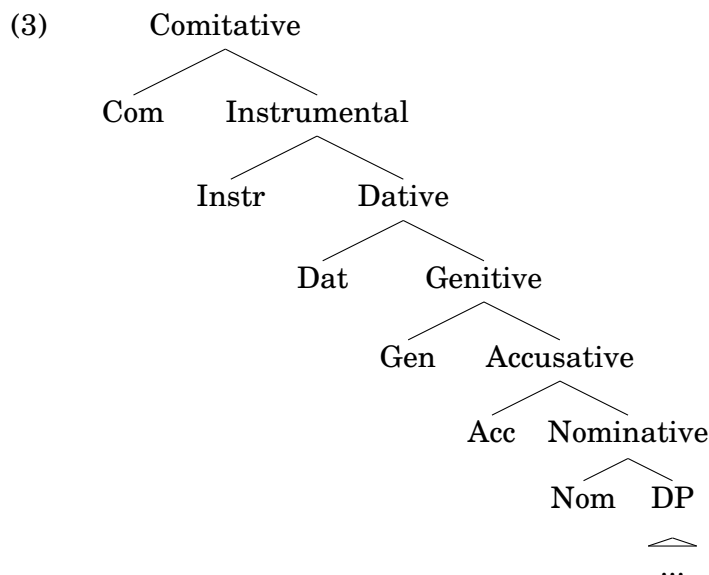 (3) Comitative
Com Instrumental
Instr Dative
Dat Genitive
Gen Accusative
Acc Nominative
Nom DP
...